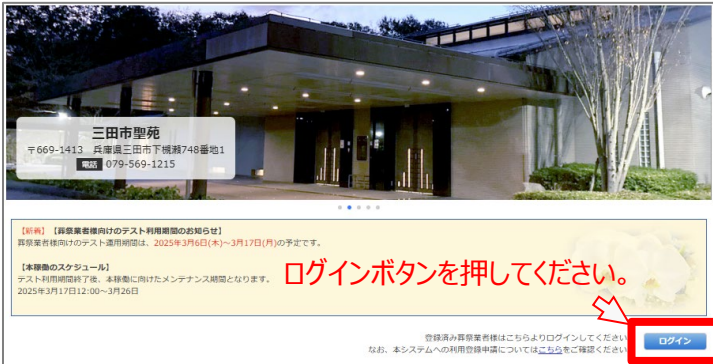 三田市聖苑
〒669-1413 兵庫県三田市下槻瀬748番地1
電話 079-569-1215
【新着】【葬祭業者様向けのテスト利用期間のお知らせ】
葬祭業者様向けのテスト運用期間は、2025年3月6日(木)～3月17日(月)の予定です。
【本稼働のスケジュール】
テスト利用期間終了後、本稼働に向けたメンテナンス期間となります。
2025年3月17日12:00～3月26日
ログインボタンを押してください。
登録済み葬祭業者様はこちらよりログインしてください
なお、本システムへの利用登録申請についてはこちらをご確認ください
ログイン